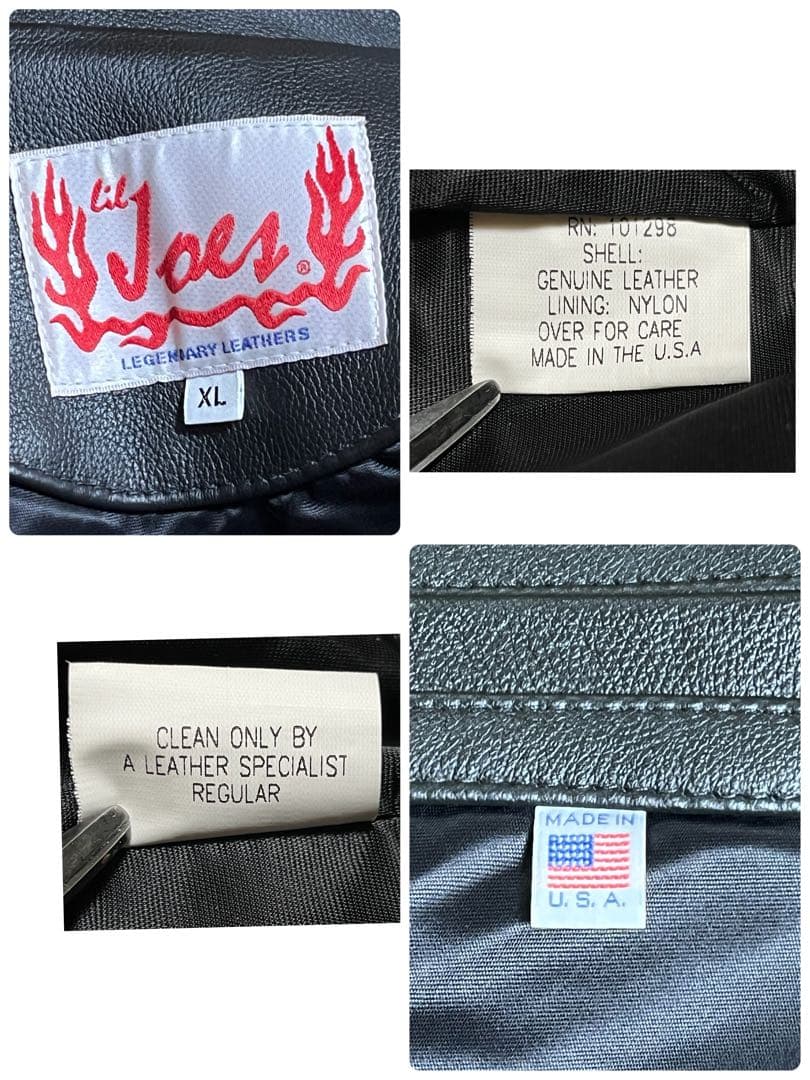 lil
Joes ®
LEGENDARY LEATHERS
XL
RN: 101298
SHELL:
GENUINE LEATHER
LINING: NYLON
OVER FOR CARE
MADE IN THE U.S.A
CLEAN ONLY BY
A LEATHER SPECIALIST
REGULAR
MADE IN
U.S.A.